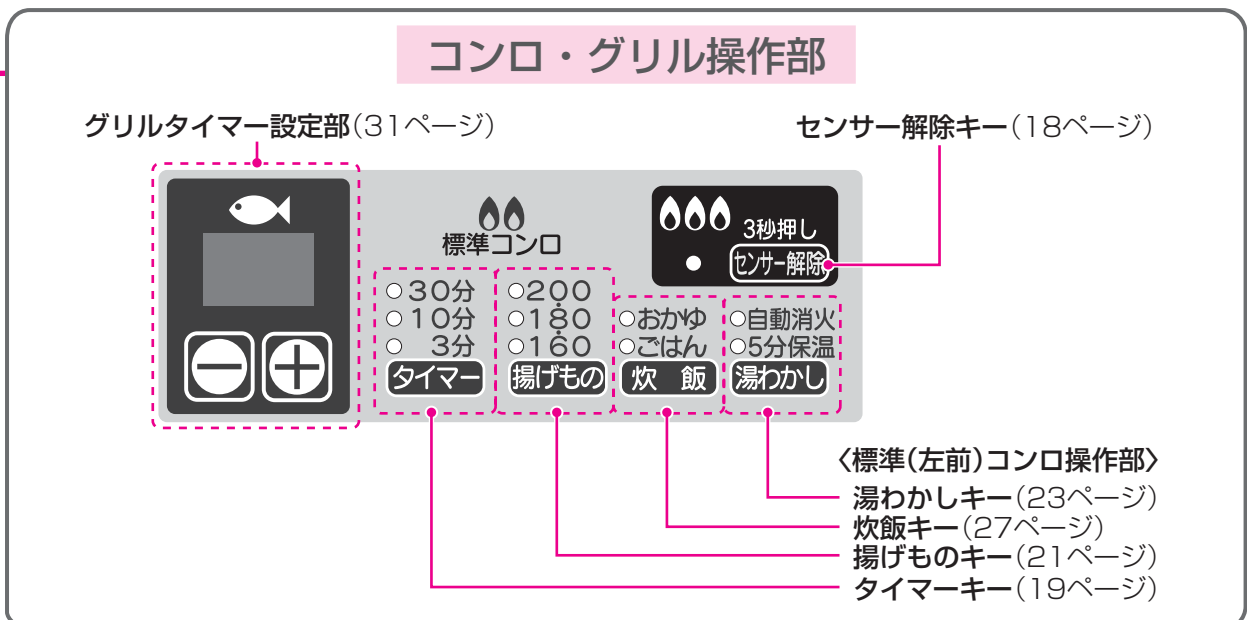 コンロ・グリル操作部
グリルタイマー設定部(31ページ)
センサー解除キー(18ページ)
標準コンロ
3秒押し
センサー解除
30分
10分
3分
タイマー
200
180
160
揚げもの
おかゆ
ごはん
炊 飯
自動消火
5分保温
湯わかし
〈標準(左前)コンロ操作部〉
湯わかしキー(23ページ)
炊飯キー(27ページ)
揚げものキー(21ページ)
タイマーキー(19ページ)